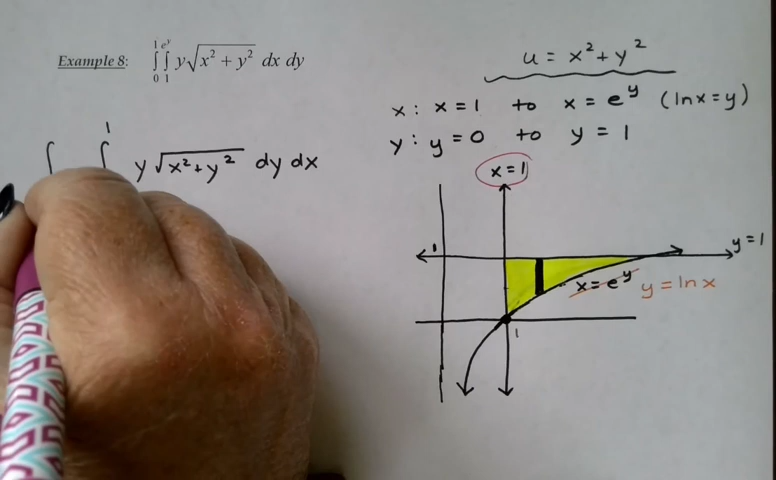 Example 8: ∫₀¹ ∫₁^{e^y} y√(x² + y²) dx dy
u = x² + y²
x : x = 1 to x = e^y (ln x = y)
y : y = 0 to y = 1
∫ ∫¹ y√(x² + y²) dy dx
x = 1
1
y = 1
x = e^y y = ln x
1